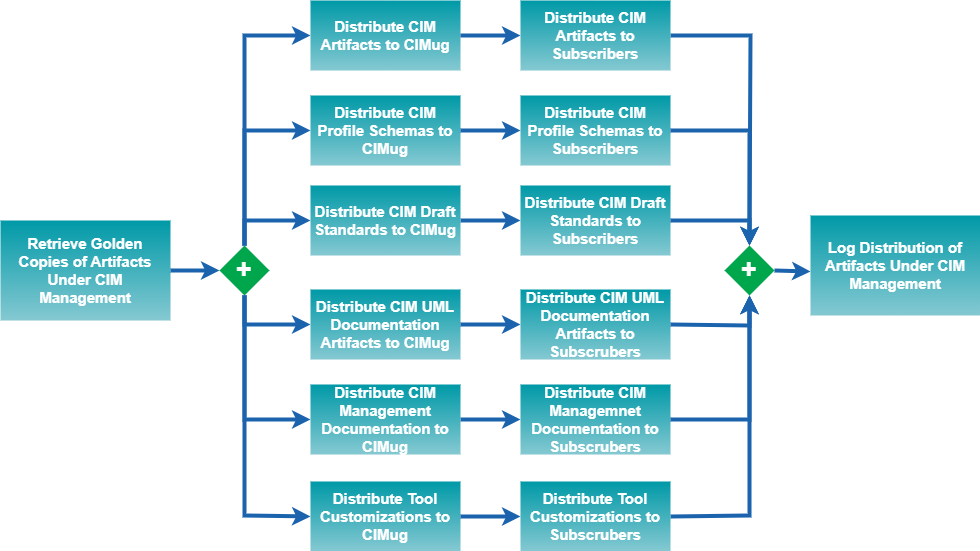 Retrieve Golden
Copies of Artifacts
Under CIM
Management
Distribute CIM
Artifacts to CIMug
Distribute CIM
Artifacts to
Subscribers
Distribute CIM
Profile Schemas to
CIMug
Distribute CIM
Profile Schemas to
Subscribers
Distribute CIM Draft
Standards to CIMug
Distribute CIM Draft
Standards to
Subscribers
Distribute CIM UML
Documentation
Artifacts to CIMug
Distribute CIM UML
Documentation
Artifacts to
Subscrubers
Distribute CIM
Management
Documentation to
CIMug
Distribute CIM
Managemnet
Documentation to
Subscrubers
Distribute Tool
Customizations to
CIMug
Distribute Tool
Customizations to
Subscrubers
Log Distribution of
Artifacts Under CIM
Management